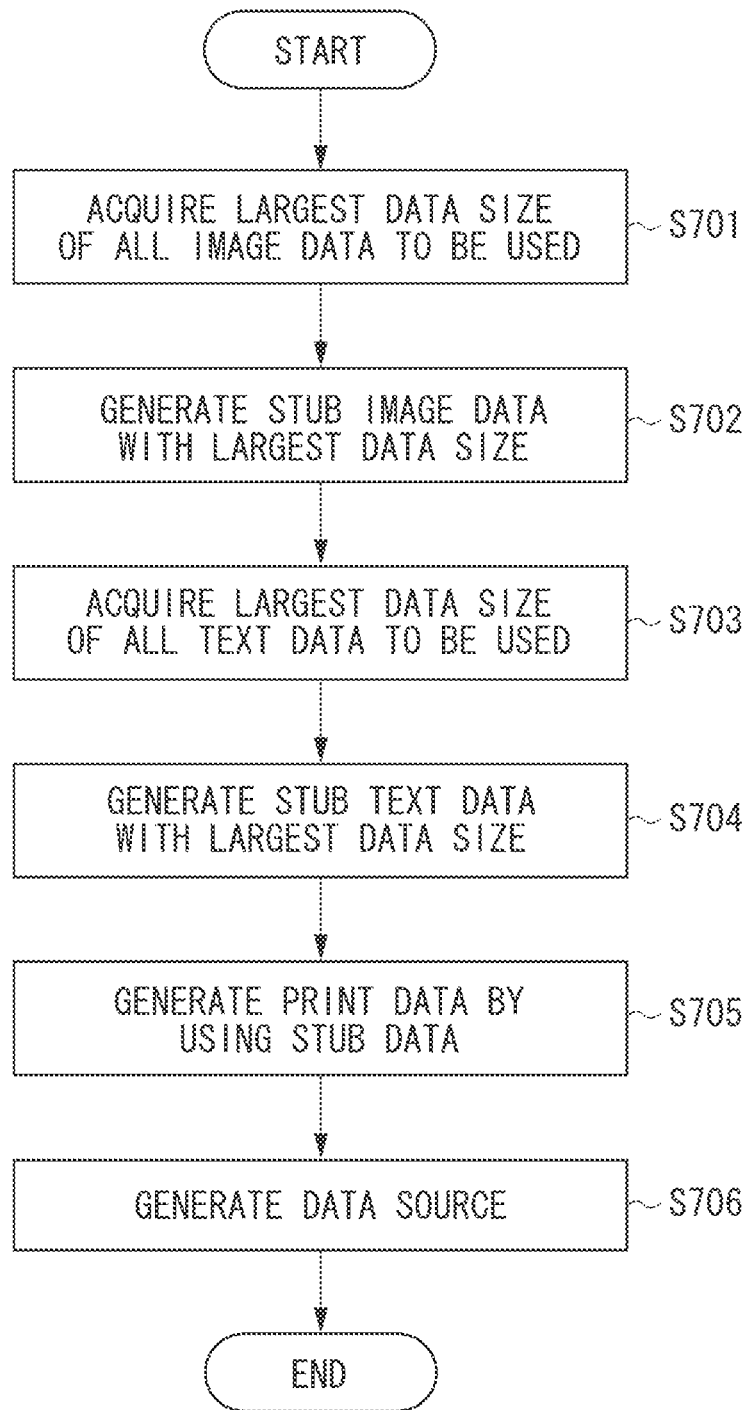 START
ACQUIRE LARGEST DATA SIZE
OF ALL IMAGE DATA TO BE USED
S701
GENERATE STUB IMAGE DATA
WITH LARGEST DATA SIZE
S702
ACQUIRE LARGEST DATA SIZE
OF ALL TEXT DATA TO BE USED
S703
GENERATE STUB TEXT DATA
WITH LARGEST DATA SIZE
S704
GENERATE PRINT DATA BY
USING STUB DATA
S705
GENERATE DATA SOURCE
S706
END